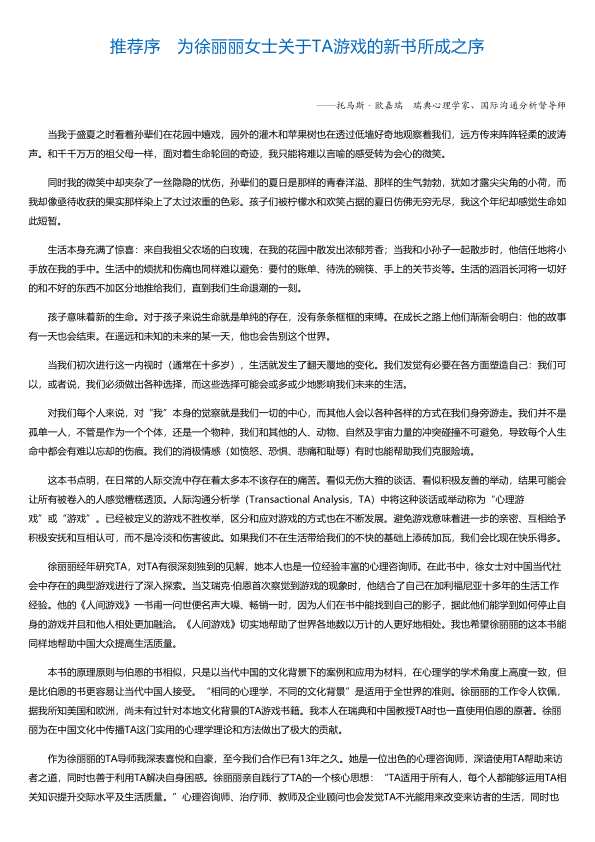 推荐序　为徐丽丽女士关于TA游戏的新书所成之序
——托马斯·欧嘉瑞　瑞典心理学家、国际沟通分析督导师
当我于盛夏之时看着孙辈们在花园中嬉戏，园外的灌木和苹果树也在透过低墙好奇地观察着我们，远方传来阵阵轻柔的波涛
声。和千千万万的祖父母一样，面对着生命轮回的奇迹，我只能将难以言喻的感受转为会心的微笑。
同时我的微笑中却夹杂了一丝隐隐的忧伤，孙辈们的夏日是那样的青春洋溢、那样的生气勃勃，犹如才露尖尖角的小荷，而
我却像亟待收获的果实那样染上了太过浓重的色彩。孩子们被柠檬水和欢笑占据的夏日仿佛无穷无尽，我这个年纪却感觉生命如
此短暂。
生活本身充满了惊喜：来自我祖父农场的白玫瑰，在我的花园中散发出浓郁芳香；当我和小孙子一起散步时，他信任地将小
手放在我的手中。生活中的烦扰和伤痛也同样难以避免：要付的账单、待洗的碗筷、手上的关节炎等。生活的滔滔长河将一切好
的和不好的东西不加区分地推给我们，直到我们生命退潮的一刻。
孩子意味着新的生命。对于孩子来说生命就是单纯的存在，没有条条框框的束缚。在成长之路上他们渐渐会明白：他的故事
有一天也会结束。在遥远和未知的未来的某一天，他也会告别这个世界。
当我们初次进行这一内视时（通常在十多岁），生活就发生了翻天覆地的变化。我们发觉有必要在各方面塑造自己：我们可
以，或者说，我们必须做出各种选择，而这些选择可能会或多或少地影响我们未来的生活。
对我们每个人来说，对“我”本身的觉察就是我们一切的中心，而其他人会以各种各样的方式在我们身旁游走。我们并不是
孤单一人，不管是作为一个个体，还是一个物种，我们和其他的人、动物、自然及宇宙力量的冲突碰撞不可避免，导致每个人生
命中都会有难以忘却的伤痕。我们的消极情感（如愤怒、恐惧、悲痛和耻辱）有时也能帮助我们克服险境。
这本书点明，在日常的人际交流中存在着太多本不该存在的痛苦。看似无伤大雅的谈话、看似积极友善的举动，结果可能会
让所有被卷入的人感觉糟糕透顶。人际沟通分析学（Transactional Analysis，TA）中将这种谈话或举动称为“心理游
戏”或“游戏”。已经被定义的游戏不胜枚举，区分和应对游戏的方式也在不断发展。避免游戏意味着进一步的亲密、互相给予
积极安抚和互相认可，而不是冷淡和伤害彼此。如果我们不在生活带给我们的不快的基础上添砖加瓦，我们会比现在快乐得多。
徐丽丽经年研究TA，对TA有很深刻独到的见解，她本人也是一位经验丰富的心理咨询师。在此书中，徐女士对中国当代社
会中存在的典型游戏进行了深入探索。当艾瑞克·伯恩首次察觉到游戏的现象时，他结合了自己在加利福尼亚十多年的生活工作
经验。他的《人间游戏》一书甫一问世便名声大噪、畅销一时，因为人们在书中能找到自己的影子，据此他们能学到如何停止自
身的游戏并且和他人相处更加融洽。《人间游戏》切实地帮助了世界各地数以万计的人更好地相处。我也希望徐丽丽的这本书能
同样地帮助中国大众提高生活质量。
本书的原理原则与伯恩的书相似，只是以当代中国的文化背景下的案例和应用为材料，在心理学的学术角度上高度一致，但
是比伯恩的书更容易让当代中国人接受。“相同的心理学，不同的文化背景”是适用于全世界的准则。徐丽丽的工作令人钦佩，
据我所知美国和欧洲，尚未有过针对本地文化背景的TA游戏书籍。我本人在瑞典和中国教授TA时也一直使用伯恩的原著。徐丽
丽为在中国文化中传播TA这门实用的心理学理论和方法做出了极大的贡献。
作为徐丽丽的TA导师我深表喜悦和自豪，至今我们合作已有13年之久。她是一位出色的心理咨询师，深谙使用TA帮助来访
者之道，同时也善于利用TA解决自身困惑。徐丽丽亲自践行了TA的一个核心思想：“TA适用于所有人，每个人都能够运用TA相
关知识提升交际水平及生活质量。”心理咨询师、治疗师、教师及企业顾问也会发觉TA不光能用来改变来访者的生活，同时也